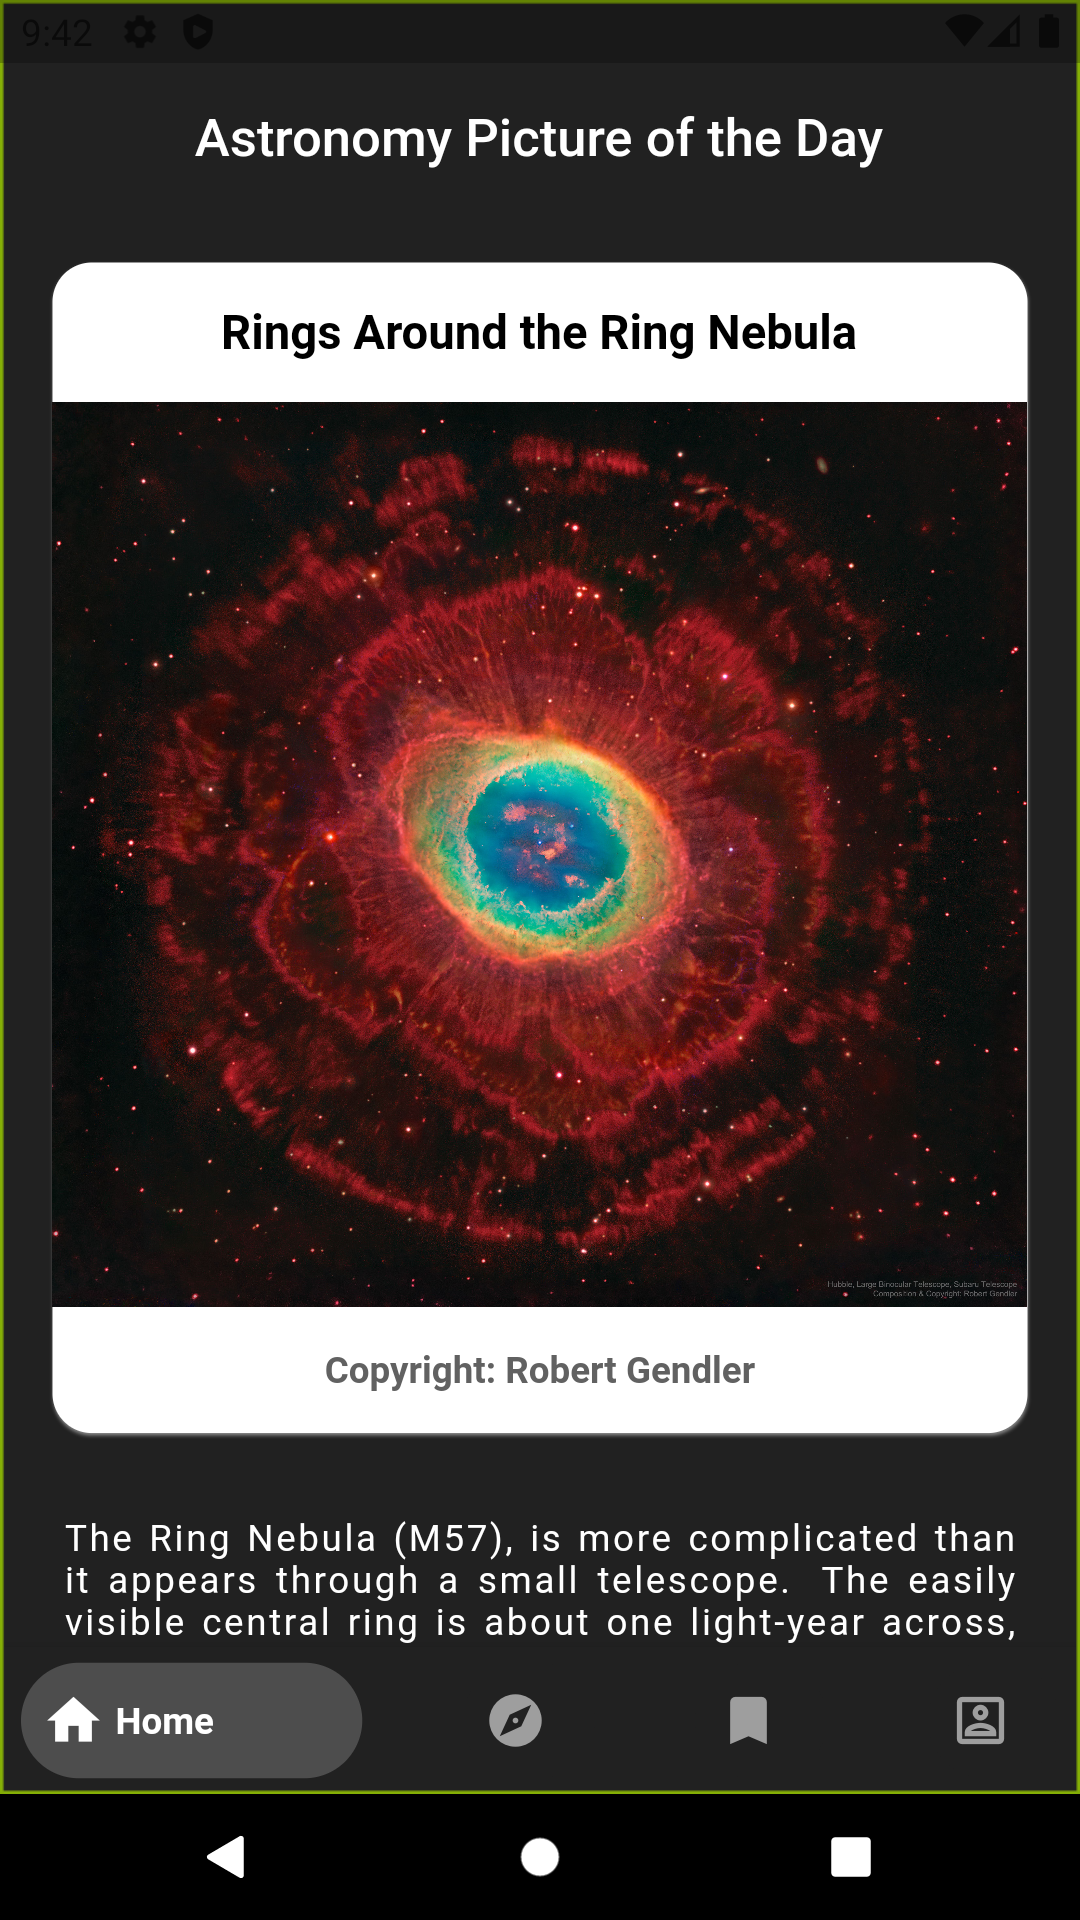 9:42
Astronomy Picture of the Day
Rings Around the Ring Nebula
Hubble, Large Binocular Telescope, Subaru Telescope
Composition & Copyright: Robert Gendler
Copyright: Robert Gendler
The Ring Nebula (M57), is more complicated than
it appears through a small telescope.  The easily
visible central ring is about one light-year across,
Home